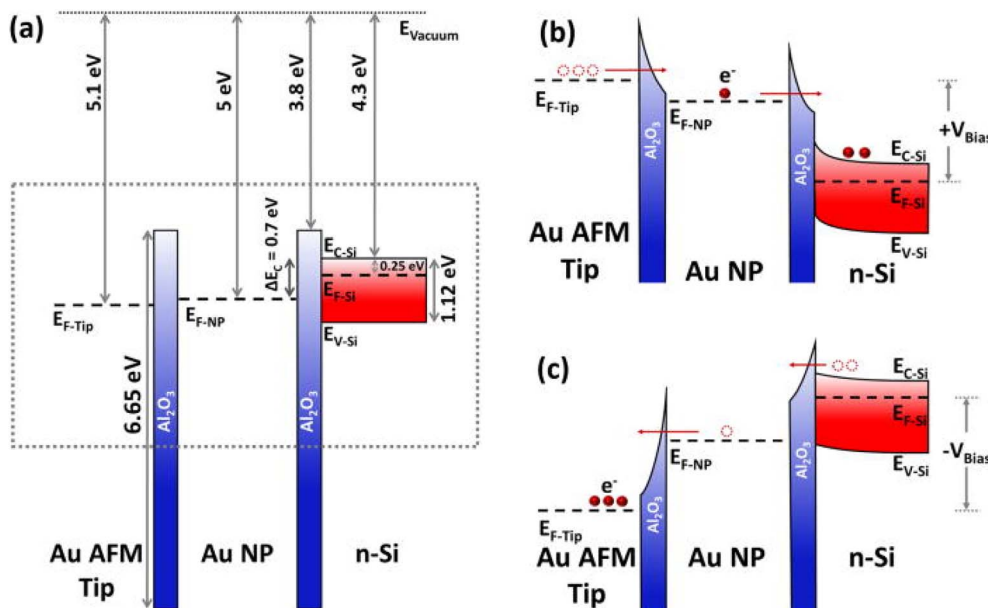 (a)
E_Vacuum
5.1 eV
5 eV
3.8 eV
4.3 eV
ΔE_C = 0.7 eV
E_C-Si
0.25 eV
E_F-Si
1.12 eV
E_F-Tip
E_F-NP
E_V-Si
6.65 eV
Al₂O₃
Al₂O₃
Au AFM
Tip
Au NP
n-Si
(b)
e⁻
E_F-Tip
E_F-NP
Al₂O₃
Al₂O₃
E_C-Si
E_F-Si
E_V-Si
+V_Bias
Au AFM
Tip
Au NP
n-Si
(c)
E_C-Si
E_F-Si
E_V-Si
-V_Bias
E_F-NP
Al₂O₃
Al₂O₃
e⁻
E_F-Tip
Au AFM
Tip
Au NP
n-Si